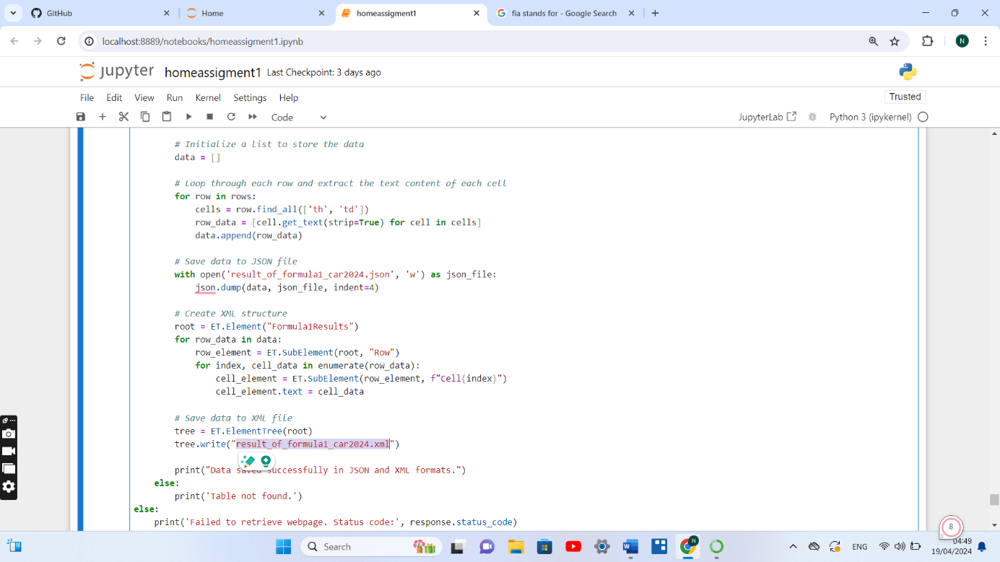 GitHub
Home
homeassigment1
fia stands for - Google Search
localhost:8889/notebooks/homeassigment1.ipynb
N
jupyter homeassigment1 Last Checkpoint: 3 days ago
File Edit View Run Kernel Settings Help
Trusted
Code
JupyterLab
Python 3 (ipykernel)
# Initialize a list to store the data
data = []
# Loop through each row and extract the text content of each cell
for row in rows:
cells = row.find_all(['th', 'td'])
row_data = [cell.get_text(strip=True) for cell in cells]
data.append(row_data)
# Save data to JSON file
with open('result_of_formula1_car2024.json', 'w') as json_file:
json.dump(data, json_file, indent=4)
# Create XML structure
root = ET.Element("Formula1Results")
for row_data in data:
row_element = ET.SubElement(root, "Row")
for index, cell_data in enumerate(row_data):
cell_element = ET.SubElement(row_element, f"Cell{index}")
cell_element.text = cell_data
# Save data to XML file
tree = ET.ElementTree(root)
tree.write("result_of_formula1_car2024.xml")
print("Data saved successfully in JSON and XML formats.")
else:
print('Table not found.')
else:
print('Failed to retrieve webpage. Status code:', response.status_code)
8
Search
N
ENG
04:49
19/04/2024